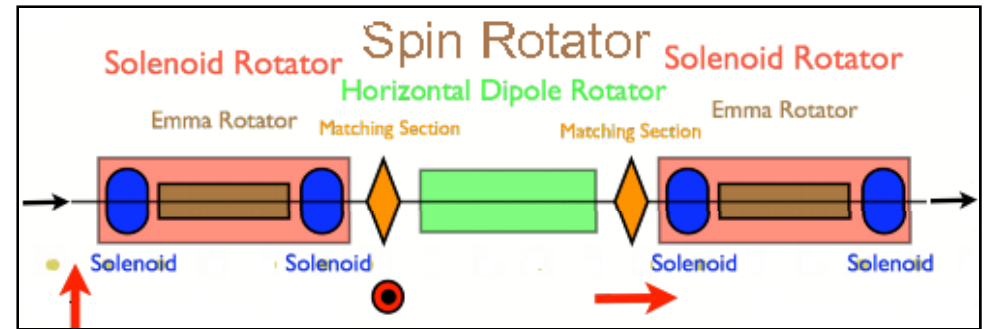 Spin Rotator
Solenoid Rotator
Solenoid Rotator
Horizontal Dipole Rotator
Emma Rotator
Matching Section
Matching Section
Emma Rotator
Solenoid
Solenoid
Solenoid
Solenoid